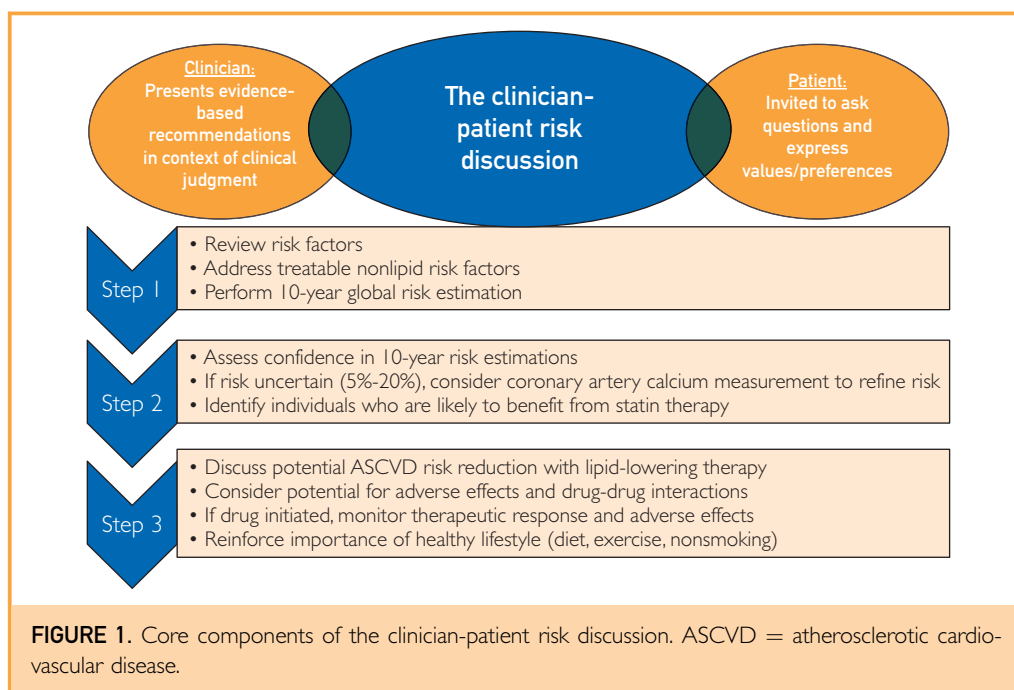 Clinician:
Presents evidence-
based
recommendations
in context of clinical
judgment
The clinician-
patient risk
discussion
Patient:
Invited to ask
questions and
express
values/preferences
Step 1
• Review risk factors
• Address treatable nonlipid risk factors
• Perform 10-year global risk estimation
Step 2
• Assess confidence in 10-year risk estimations
• If risk uncertain (5%-20%), consider coronary artery calcium measurement to refine risk
• Identify individuals who are likely to benefit from statin therapy
Step 3
• Discuss potential ASCVD risk reduction with lipid-lowering therapy
• Consider potential for adverse effects and drug-drug interactions
• If drug initiated, monitor therapeutic response and adverse effects
• Reinforce importance of healthy lifestyle (diet, exercise, nonsmoking)
FIGURE 1. Core components of the clinician-patient risk discussion. ASCVD = atherosclerotic cardio-
vascular disease.